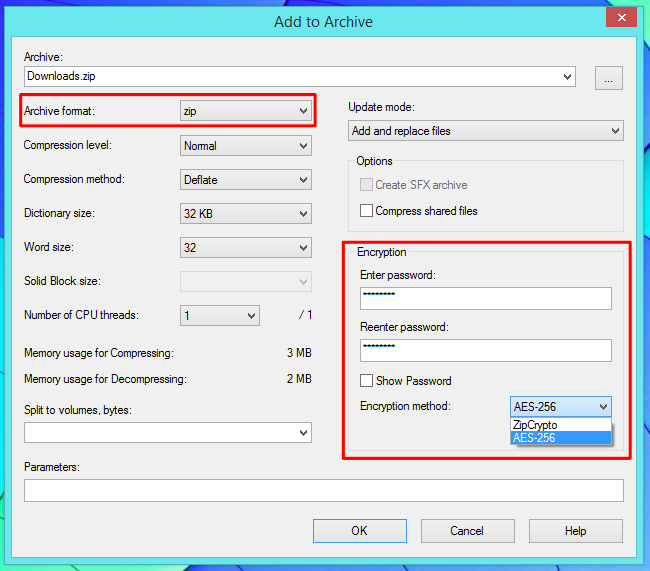 Add to Archive
Archive:
Downloads.zip
...
Archive format: zip
Update mode:
Add and replace files
Compression level: Normal
Compression method: Deflate
Dictionary size: 32 KB
Word size: 32
Solid Block size:
Number of CPU threads: 1 / 1
Memory usage for Compressing: 3 MB
Memory usage for Decompressing: 2 MB
Split to volumes, bytes:
Options
Create SFX archive
Compress shared files
Encryption
Enter password:
********
Reenter password:
********
Show Password
Encryption method: AES-256
ZipCrypto
AES-256
Parameters:
OK Cancel Help